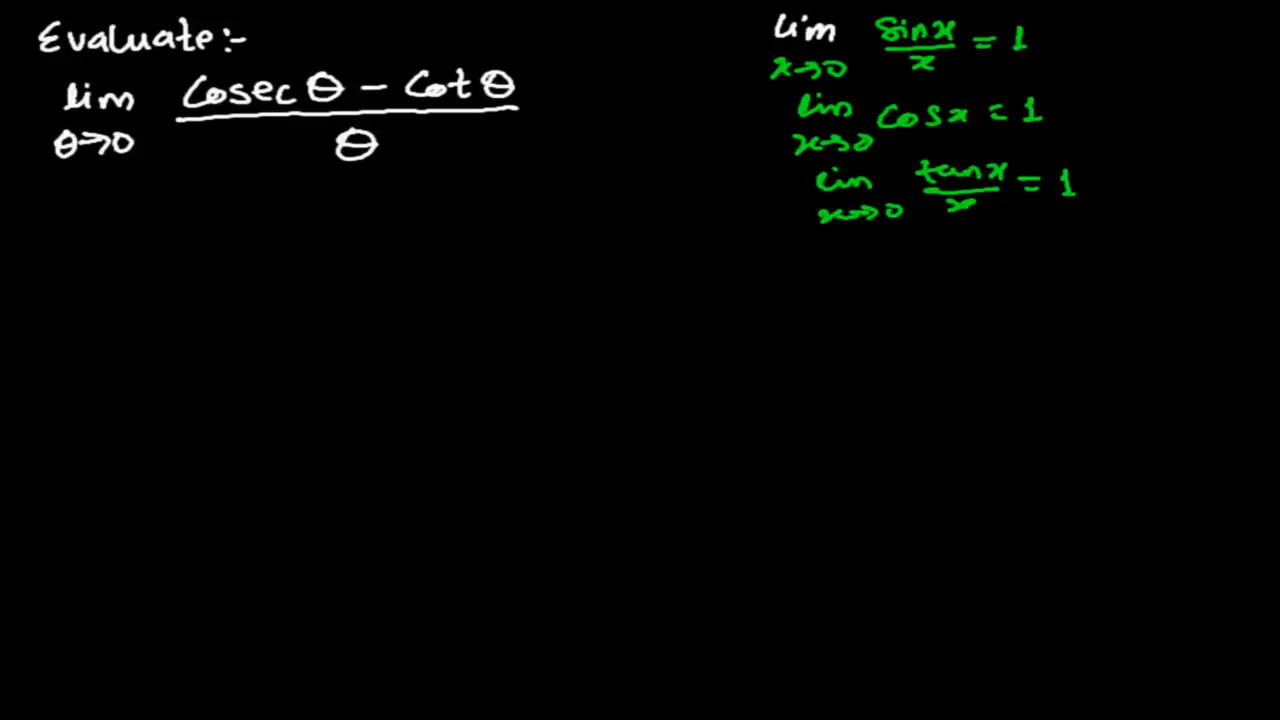 Evaluate:-
lim Cosec θ - Cot θ
θ→0 θ
lim sinx = 1
x→0 x
lim cosx = 1
x→0
lim tanx = 1
x→0 x